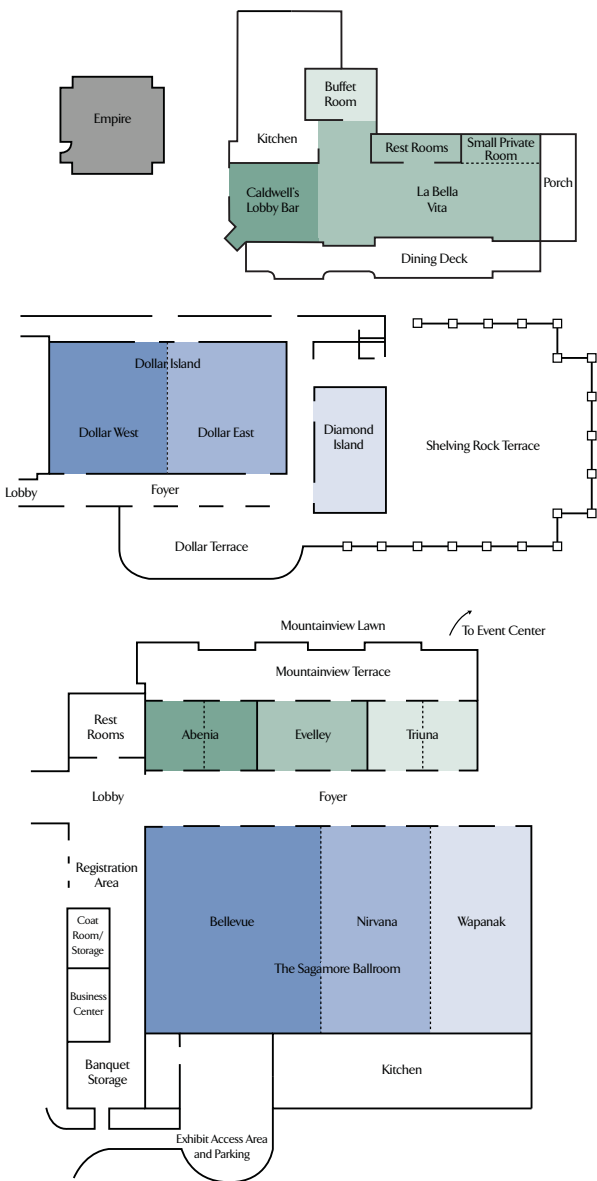 Empire
Buffet
Room
Kitchen
Rest Rooms
Small Private
Room
Porch
Caldwell's
Lobby Bar
La Bella
Vita
Dining Deck
Dollar Island
Dollar West
Dollar East
Diamond
Island
Shelving Rock Terrace
Lobby
Foyer
Dollar Terrace
Mountainview Lawn
To Event Center
Mountainview Terrace
Rest
Rooms
Abenia
Evelley
Triuna
Lobby
Foyer
Registration
Area
Coat
Room/
Storage
Business
Center
Banquet
Storage
Bellevue
Nirvana
Wapanak
The Sagamore Ballroom
Kitchen
Exhibit Access Area
and Parking